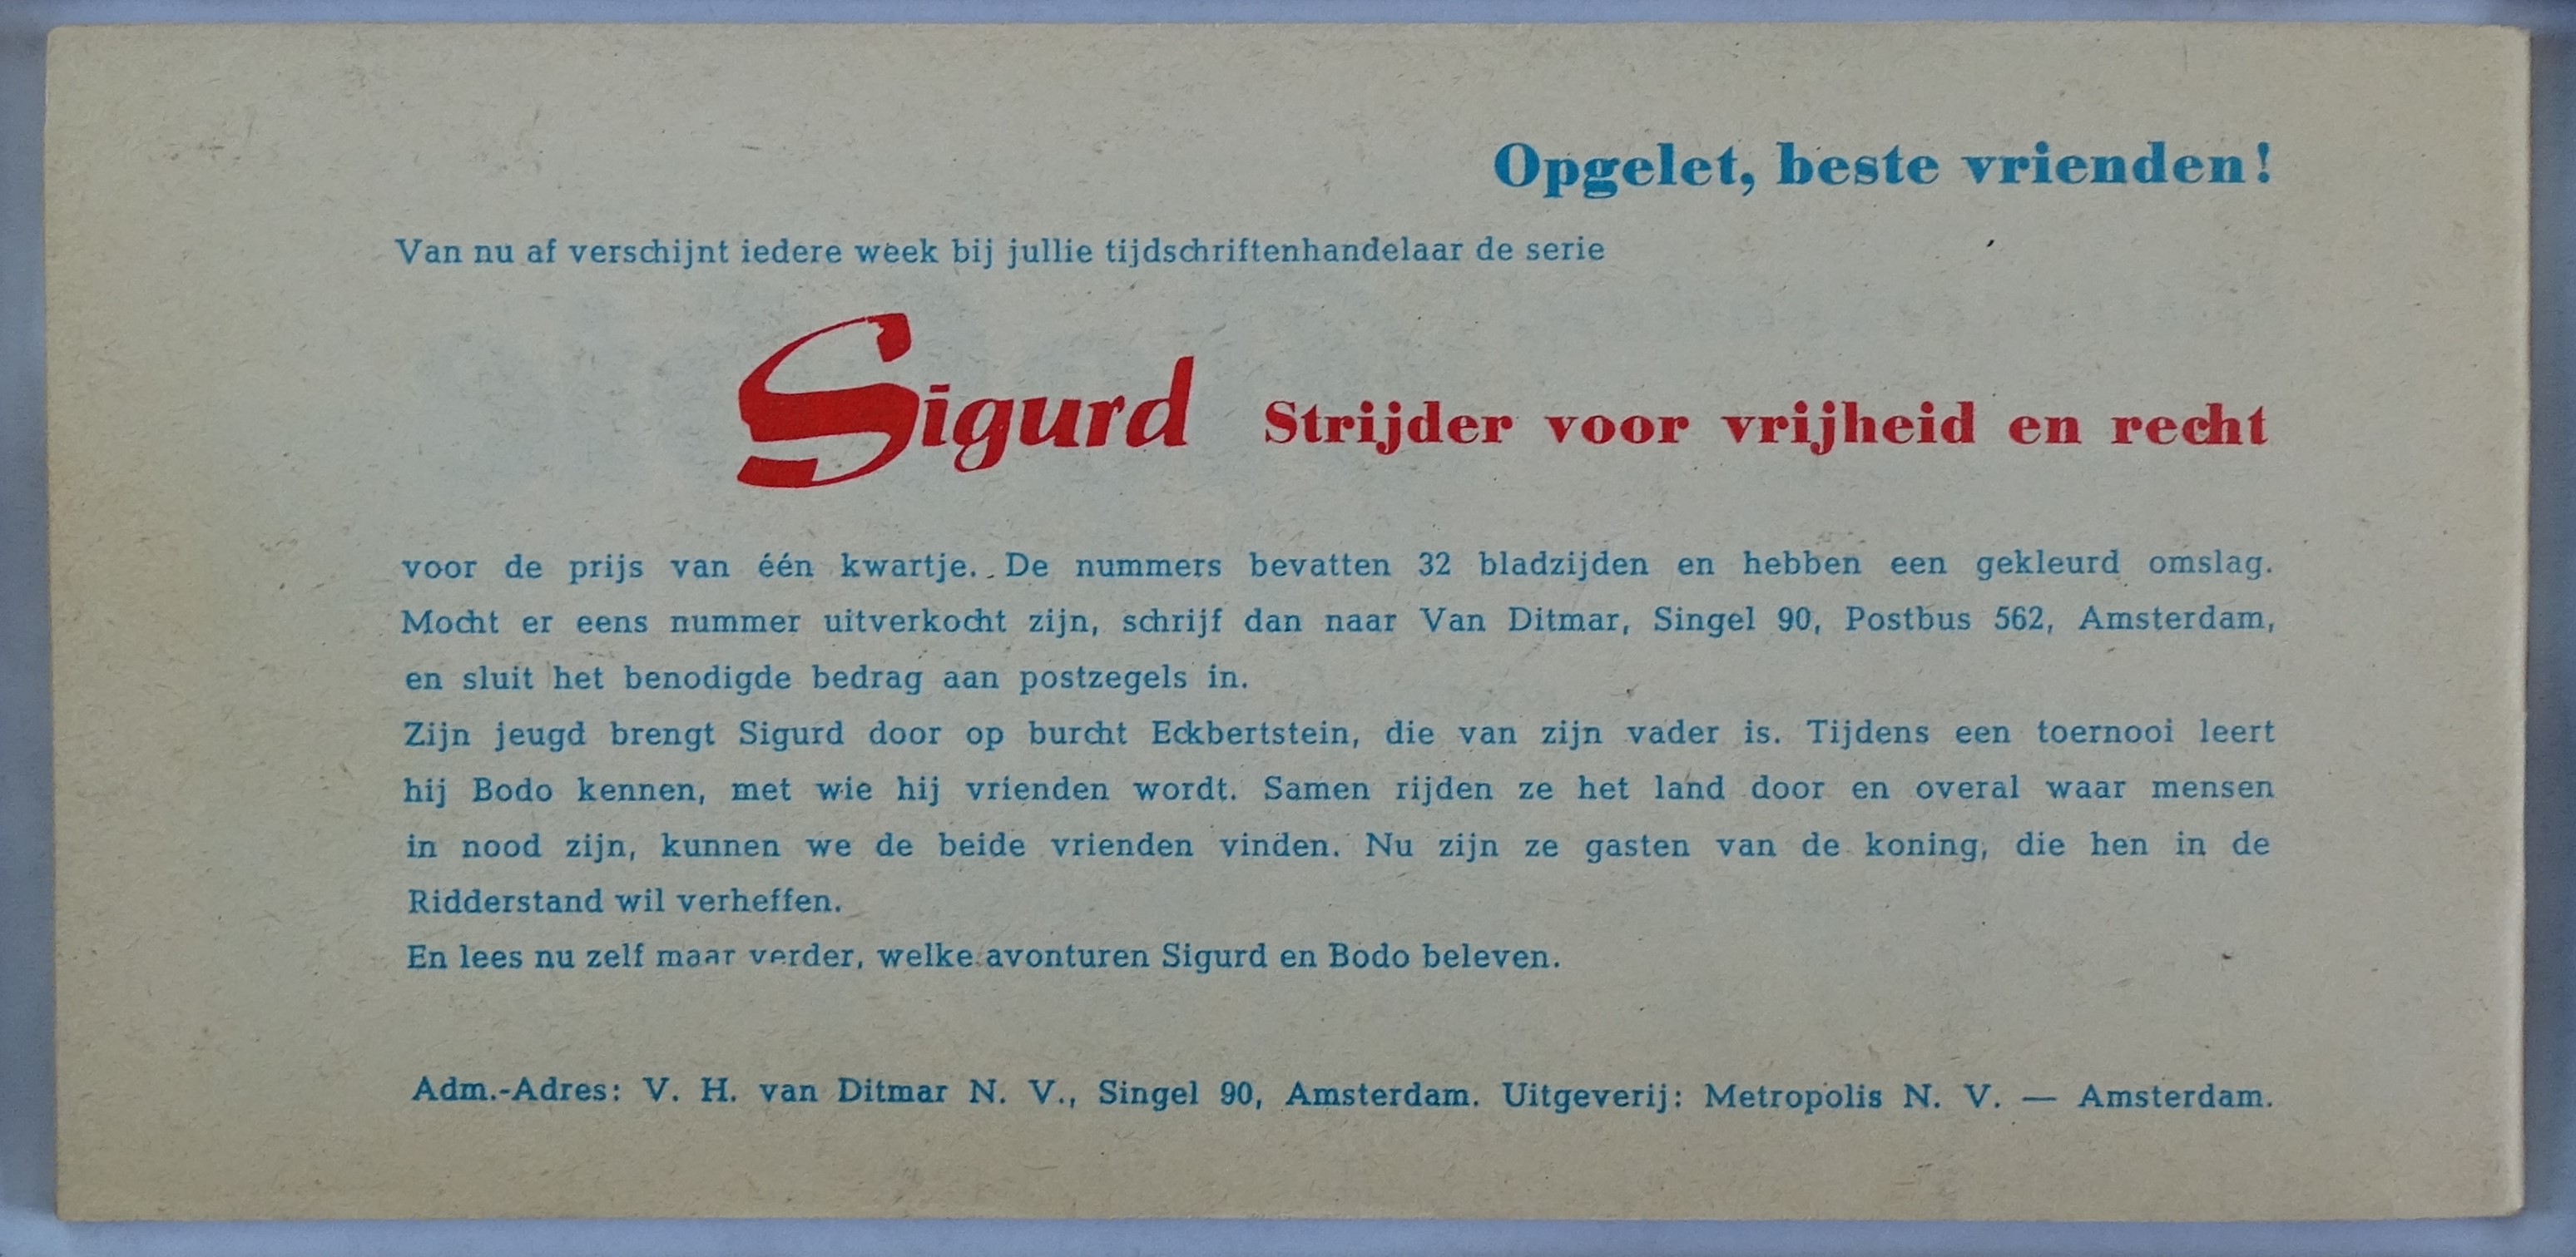 Opgelet, beste vrienden!
Van nu af verschijnt iedere week bij jullie tijdschriftenhandelaar de serie
Sigurd Strijder voor vrijheid en recht
voor de prijs van één kwartje. De nummers bevatten 32 bladzijden en hebben een gekleurd omslag.
Mocht er eens nummer uitverkocht zijn, schrijf dan naar Van Ditmar, Singel 90, Postbus 562, Amsterdam,
en sluit het benodigde bedrag aan postzegels in.
Zijn jeugd brengt Sigurd door op burcht Eckbertstein, die van zijn vader is. Tijdens een toernooi leert
hij Bodo kennen, met wie hij vrienden wordt. Samen rijden ze het land door en overal waar mensen
in nood zijn, kunnen we de beide vrienden vinden. Nu zijn ze gasten van de koning, die hen in de
Ridderstand wil verheffen.
En lees nu zelf maar verder, welke avonturen Sigurd en Bodo beleven.
Adm.-Adres: V. H. van Ditmar N. V., Singel 90, Amsterdam. Uitgeverij: Metropolis N. V. — Amsterdam.